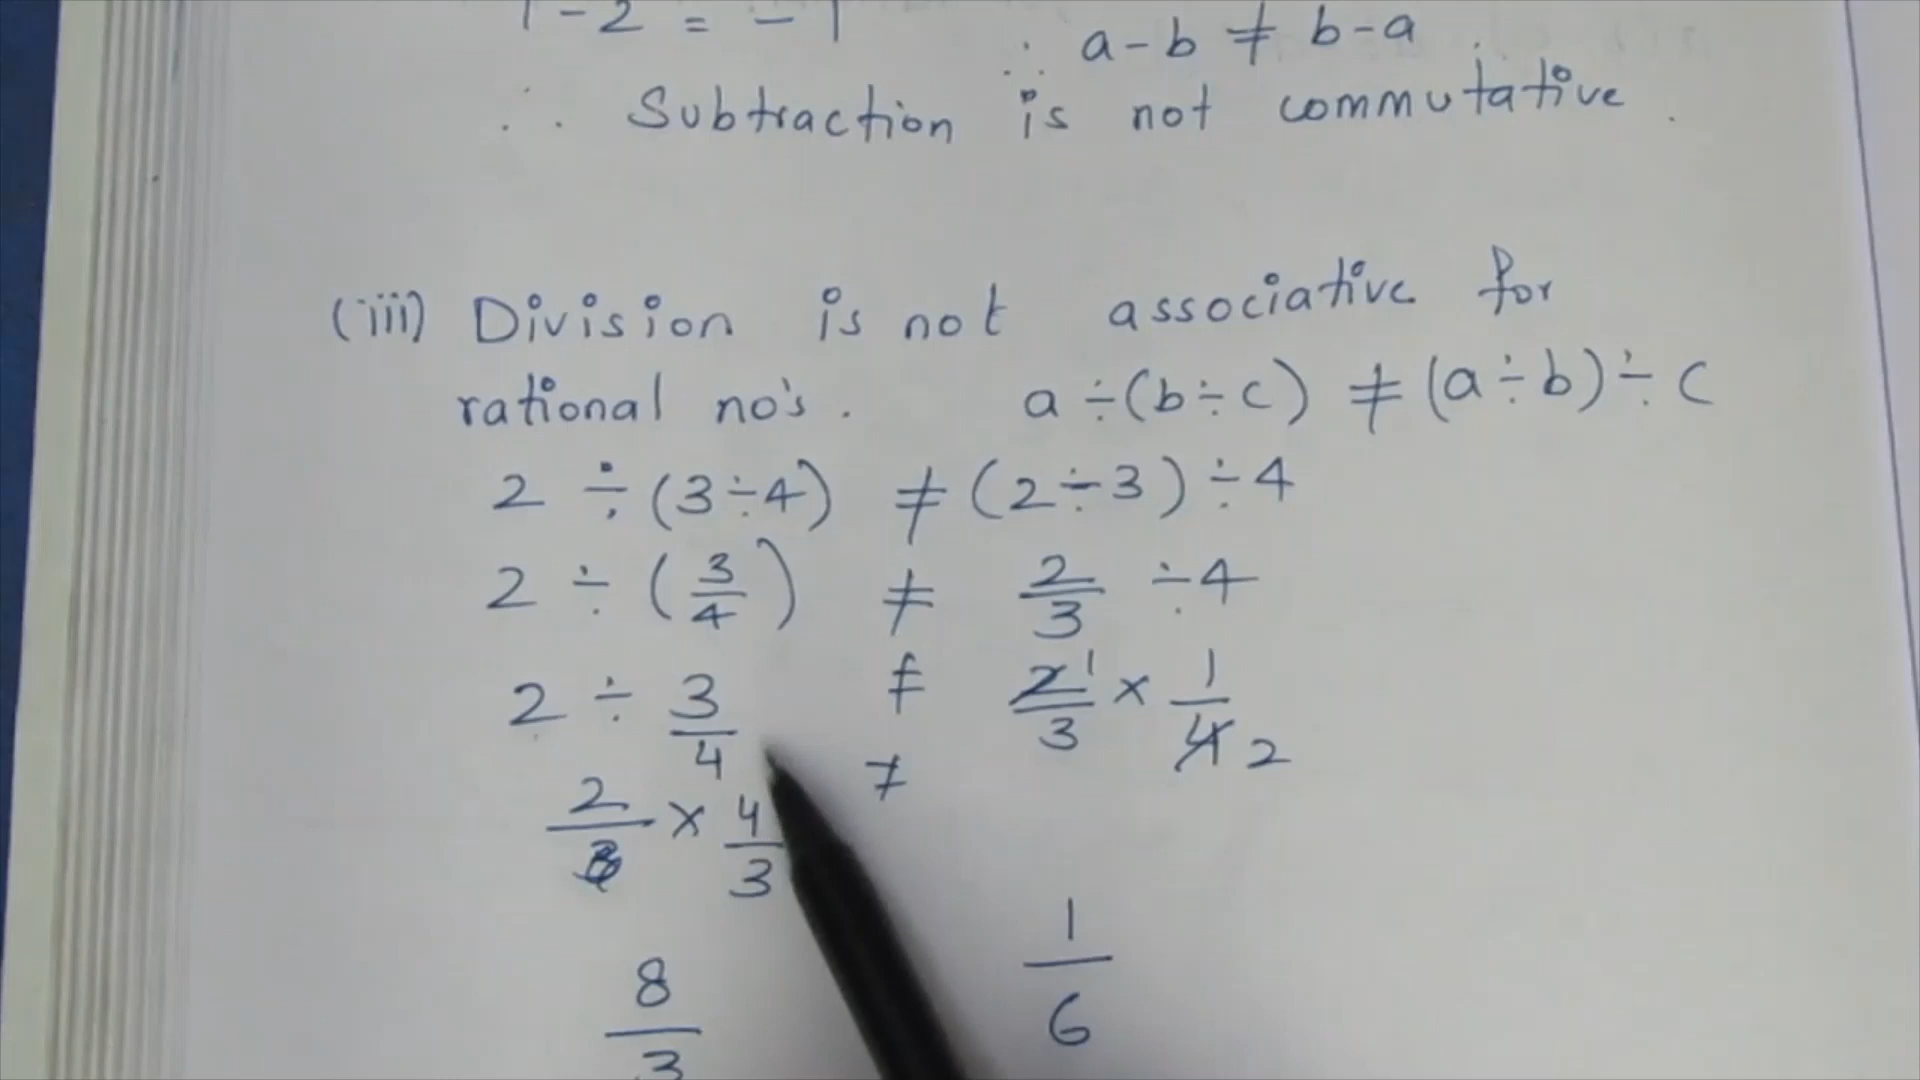 1 - 2 = - 1
∴ a - b ≠ b - a
∴ Subtraction is not commutative.
(iii) Division is not associative for
rational no's. a ÷ (b ÷ c) ≠ (a ÷ b) ÷ c
2 ÷ (3 ÷ 4) ≠ (2 ÷ 3) ÷ 4
2 ÷ (3/4) ≠ 2/3 ÷ 4
2 ÷ 3/4 ≠ 2/3 1 × 1/4 2
2/ × 4/3 ≠
8/3 1/6